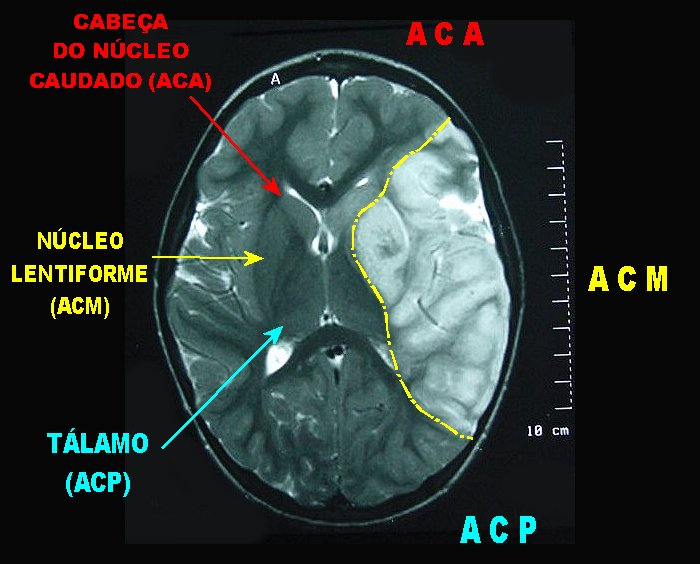 CABEÇA
DO NÚCLEO
CAUDADO (ACA)
A C A
A
NÚCLEO
LENTIFORME
(ACM)
A C M
10 cm
TÁLAMO
(ACP)
A C P